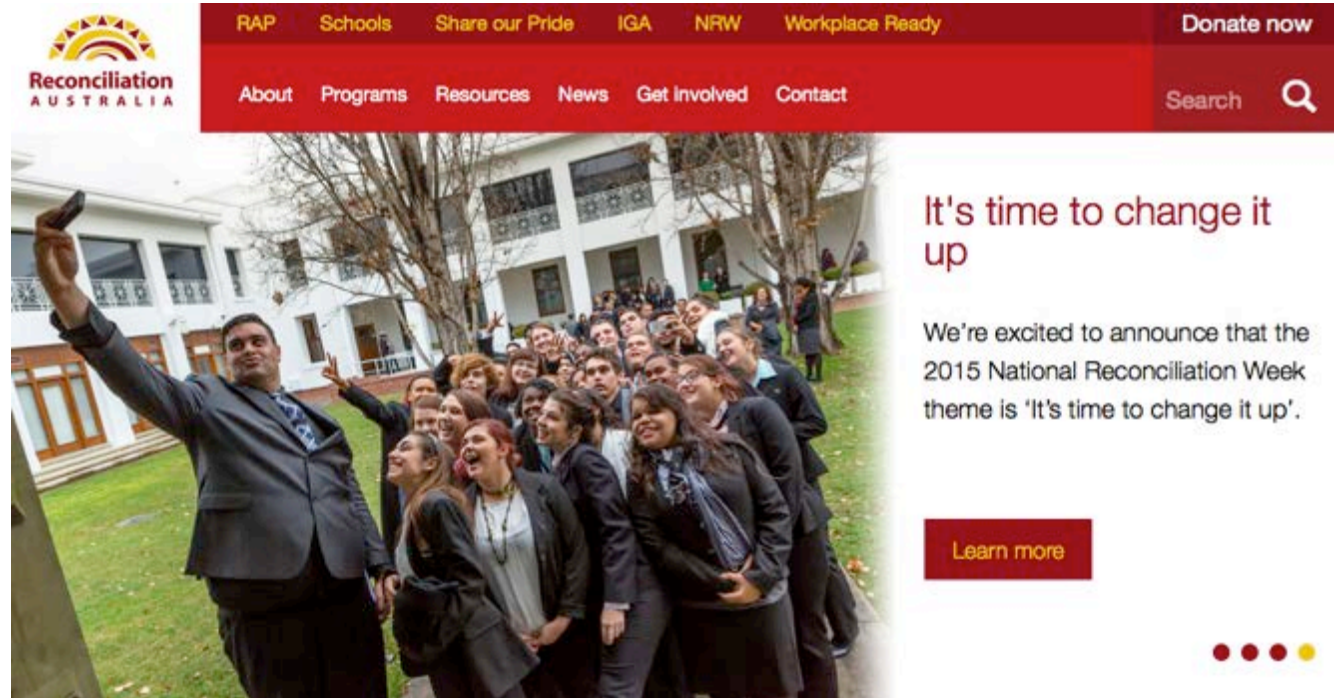 RAP Schools Share our Pride IGA NRW Workplace Ready
Donate now
Reconciliation
AUSTRALIA
About Programs Resources News Get involved Contact
Search
It's time to change it
up
We're excited to announce that the
2015 National Reconciliation Week
theme is ‘It's time to change it up’.
Learn more